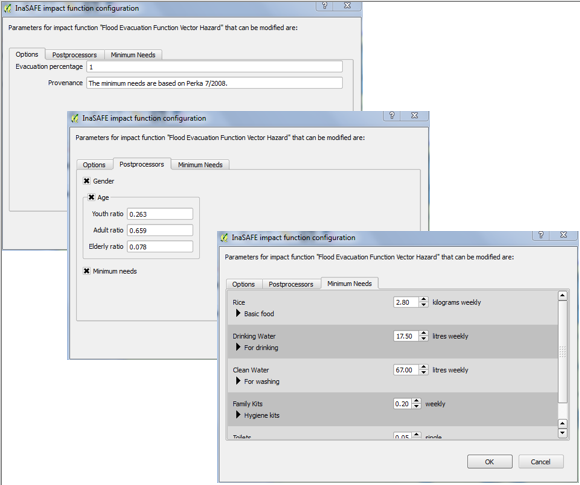 InaSAFE impact function configuration
Parameters for impact function "Flood Evacuation Function Vector Hazard" that can be modified are:
Options Postprocessors Minimum Needs
Evacuation percentage 1
Provenance The minimum needs are based on Perka 7/2008.
InaSAFE impact function configuration
Parameters for impact function "Flood Evacuation Function Vector Hazard" that can be modified are:
Options Postprocessors Minimum Needs
Gender
Age
Youth ratio 0.263
Adult ratio 0.659
Elderly ratio 0.078
Minimum needs
InaSAFE impact function configuration
Parameters for impact function "Flood Evacuation Function Vector Hazard" that can be modified are:
Options Postprocessors Minimum Needs
Rice 2.80 kilograms weekly
Basic food
Drinking Water 17.50 litres weekly
For drinking
Clean Water 67.00 litres weekly
For washing
Family Kits 0.20 weekly
Hygiene kits
Toilets 0.05 single
OK Cancel